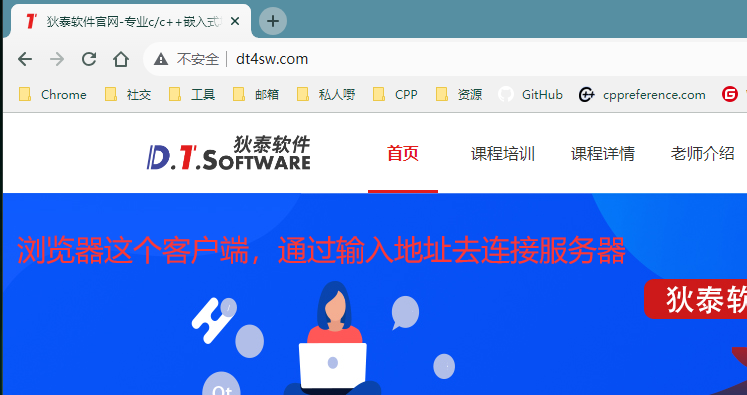 狄泰软件官网-专业c/c++嵌入式
不安全 dt4sw.com
Chrome 社交 工具 邮箱 私人嘢 CPP 资源 GitHub cppreference.com
狄泰软件
D.T.SOFTWARE
首页 课程培训 课程详情 老师介绍
浏览器这个客户端，通过输入地址去连接服务器
狄泰软
Qt